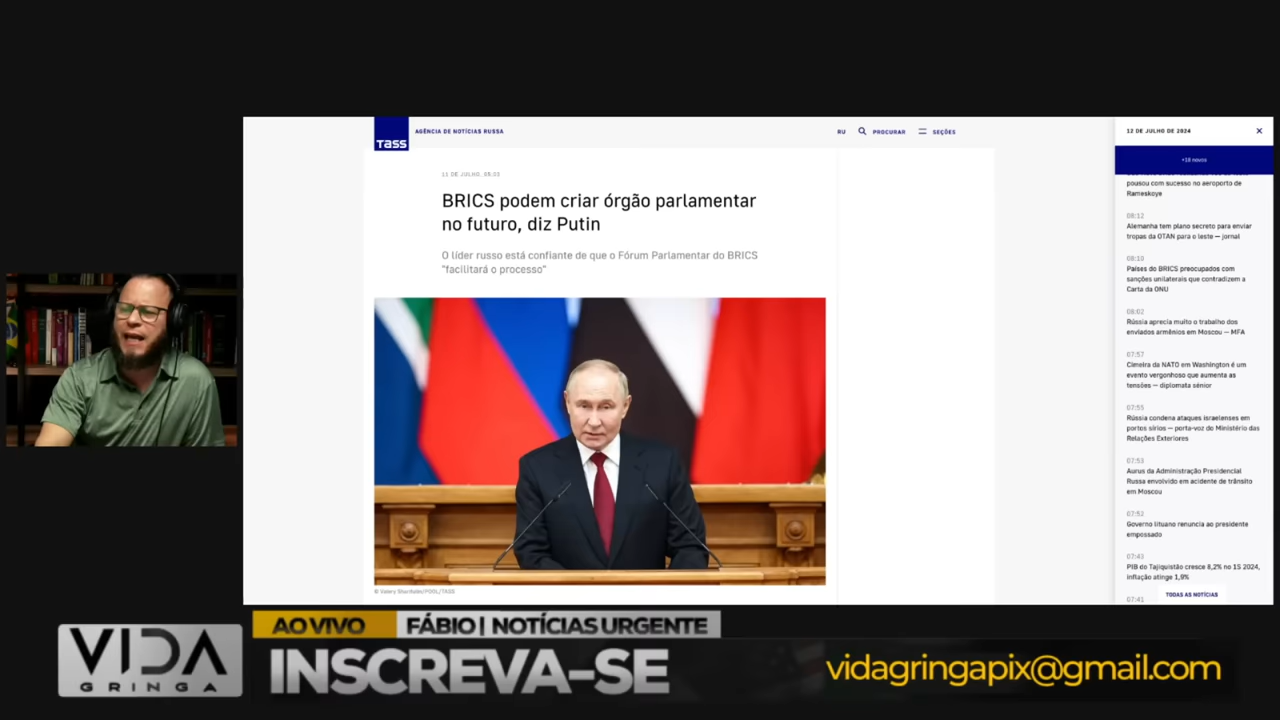 TASS
AGÊNCIA DE NOTÍCIAS RUSSA
RU
PROCURAR
SEÇÕES
11 DE JULHO, 05:23
BRICS podem criar órgão parlamentar
no futuro, diz Putin
O líder russo está confiante de que o Fórum Parlamentar do BRICS
"facilitará o processo"
© Valery Sharifulin/POOL/TASS
12 DE JULHO DE 2024
+18 novos
pousou com sucesso no aeroporto de
Rameskoye
08:12
Alemanha tem plano secreto para enviar
tropas da OTAN para o leste — jornal
08:10
Países do BRICS preocupados com
sanções unilaterais que contradizem a
Carta da ONU
08:02
Rússia aprecia muito o trabalho dos
enviados armênios em Moscou — MFA
07:57
Cimeira da NATO em Washington é um
evento vergonhoso que aumenta as
tensões — diplomata sénior
07:55
Rússia condena ataques israelenses em
portos sírios — porta-voz do Ministério das
Relações Exteriores
07:53
Aurus da Administração Presidencial
Russa envolvido em acidente de trânsito
em Moscou
07:52
Governo lituano renuncia ao presidente
empossado
07:43
PIB do Tajiquistão cresce 8,2% no 1S 2024,
inflação atinge 1,8%
07:41
TODAS AS NOTÍCIAS
AO VIVO
FÁBIO | NOTÍCIAS URGENTE
VIDA
GRINGA
INSCREVA-SE
vidagringapix@gmail.com